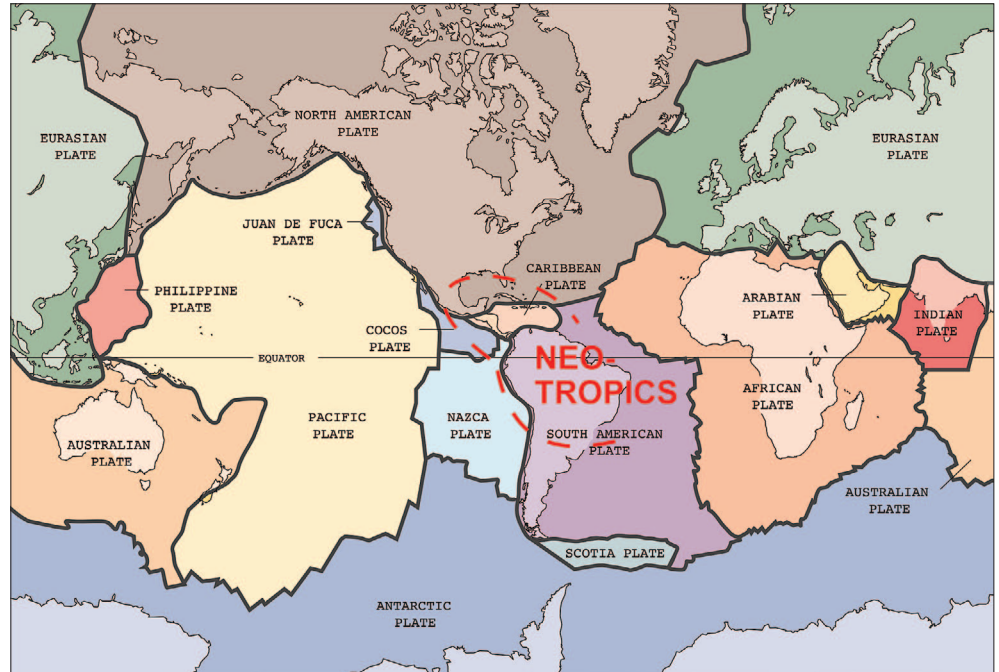 NORTH AMERICAN
PLATE
EURASIAN
PLATE
EURASIAN
PLATE
JUAN DE FUCA
PLATE
CARIBBEAN
PLATE
PHILIPPINE
PLATE
ARABIAN
PLATE
INDIAN
PLATE
COCOS
PLATE
EQUATOR
NEO-
TROPICS
AFRICAN
PLATE
PACIFIC
PLATE
NAZCA
PLATE
SOUTH AMERICAN
PLATE
AUSTRALIAN
PLATE
AUSTRALIAN
PLATE
SCOTIA PLATE
ANTARCTIC
PLATE